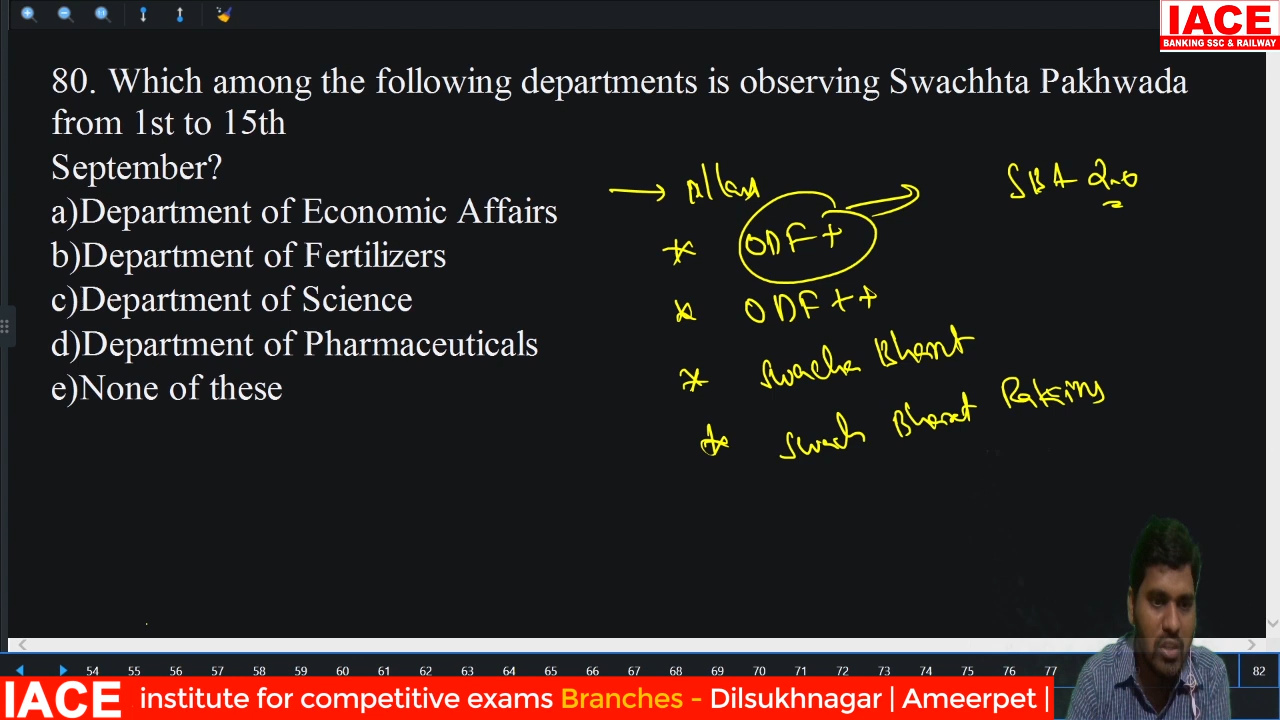 IACE
BANKING SSC & RAILWAY
80. Which among the following departments is observing Swachhta Pakhwada
from 1st to 15th
September?
a)Department of Economic Affairs
b)Department of Fertilizers
c)Department of Science
d)Department of Pharmaceuticals
e)None of these
SBA 2.0
* ODF +
* ODF ++
* Bharat
* Bharat
54 55 56 57 58 59 60 61 62 63 64 65 66 67 68 69 70 71 72 73 74 75 76 77 82
IACE institute for competitive exams Branches - Dilsukhnagar | Ameerpet |